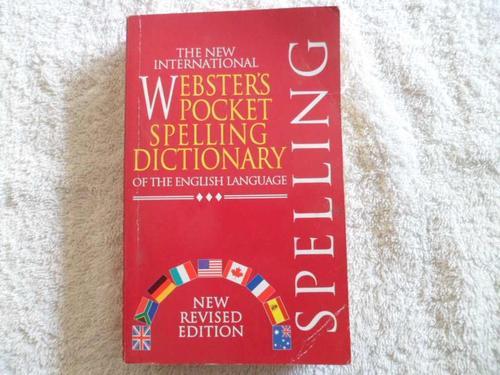 THE NEW
INTERNATIONAL
WEBSTER'S
POCKET
SPELLING
DICTIONARY
OF THE ENGLISH LANGUAGE
NEW
REVISED
EDITION
SPELLING